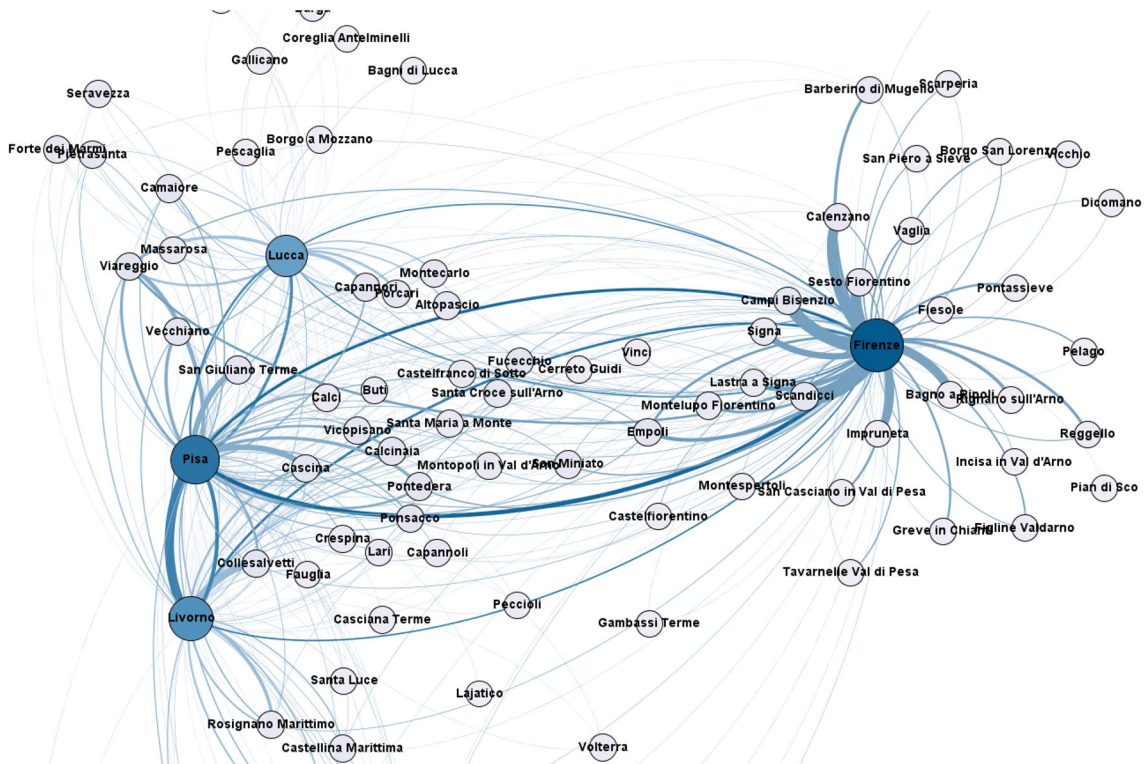 Barga
Coreglia Antelminelli
Gallicano
Bagni di Lucca
Seravezza
Barberino di Mugello
Scarperia
Forte dei Marmi
Pietrasanta
Pescaglia
Borgo a Mozzano
San Piero a Sieve
Borgo San Lorenzo
Vicchio
Camaiore
Dicomano
Calenzano
Vaglia
Massarosa
Lucca
Viareggio
Montecarlo
Capannori
Porcari
Altopascio
Sesto Fiorentino
Pontassieve
Campi Bisenzio
Fiesole
Vecchiano
Signa
Firenze
Fucecchio
Vinci
Pelago
San Giuliano Terme
Castelfranco di Sotto
Cerreto Guidi
Lastra a Signa
Buti
Santa Croce sull'Arno
Calci
Scandicci
Bagno a Ripoli
Rignano sull'Arno
Montelupo Fiorentino
Vicopisano
Santa Maria a Monte
Empoli
Impruneta
Reggello
Calcinaia
Pisa
Cascina
Montopoli in Val d'Arno
San Miniato
Incisa in Val d'Arno
Pontedera
Montespertoli
San Casciano in Val di Pesa
Pian di Sco
Ponsacco
Castelfiorentino
Greve in Chianti
Figline Valdarno
Crespina
Lari
Capannoli
Collesalvetti
Fauglia
Tavarnelle Val di Pesa
Peccioli
Livorno
Casciana Terme
Gambassi Terme
Santa Luce
Lajatico
Rosignano Marittimo
Castellina Marittima
Volterra